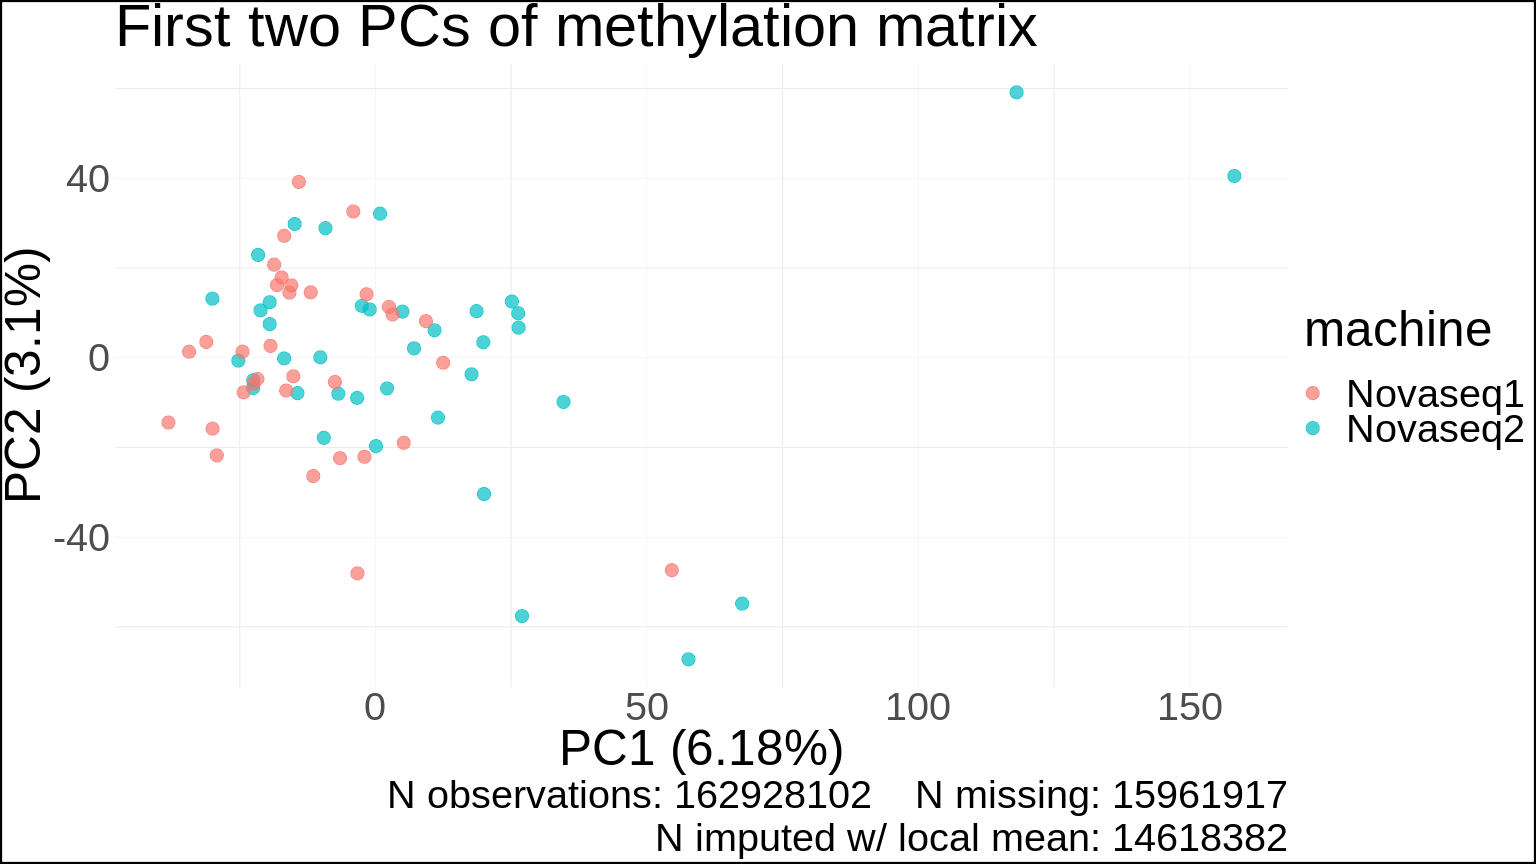 First two PCs of methylation matrix
40
0
-40
PC2 (3.1%)
0 50 100 150
PC1 (6.18%)
machine
Novaseq1
Novaseq2
N observations: 162928102 N missing: 15961917
N imputed w/ local mean: 14618382